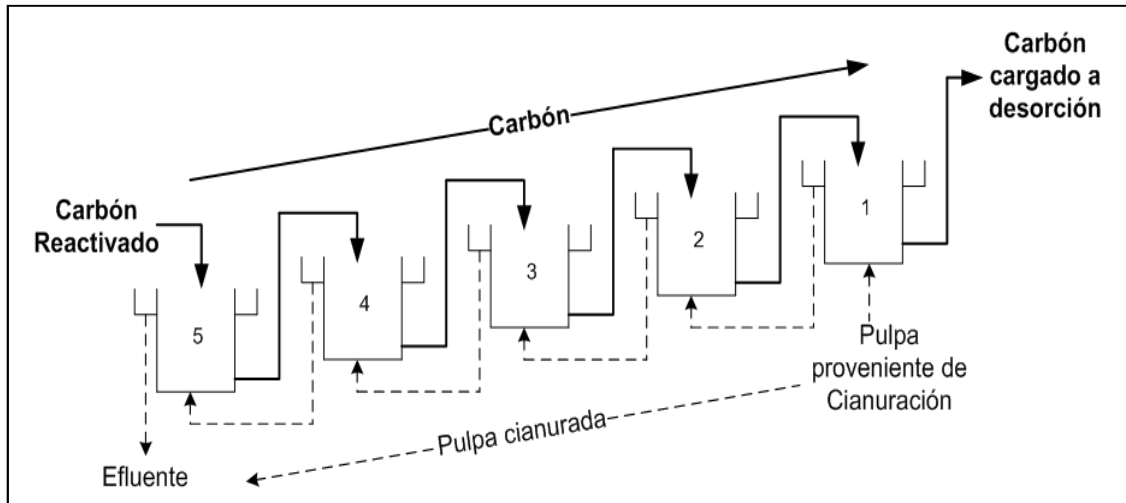 Carbón
cargado a
desorción
Carbón
Carbón
Reactivado
1
2
3
4
5
Pulpa
proveniente de
Cianuración
Pulpa cianurada
Efluente